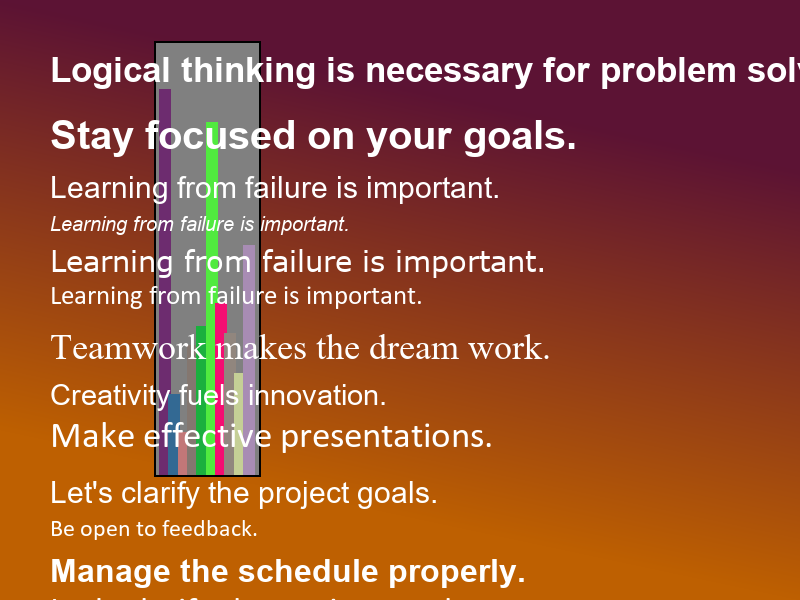 Logical thinking is necessary for problem
Stay focused on your goals.
Learning from failure is important.
Learning from failure is important.
Learning from failure is important.
Learning from failure is important.
Teamwork makes the dream work.
Creativity fuels innovation.
Make effective presentations.
Let's clarify the project goals.
Be open to feedback.
Manage the schedule properly.